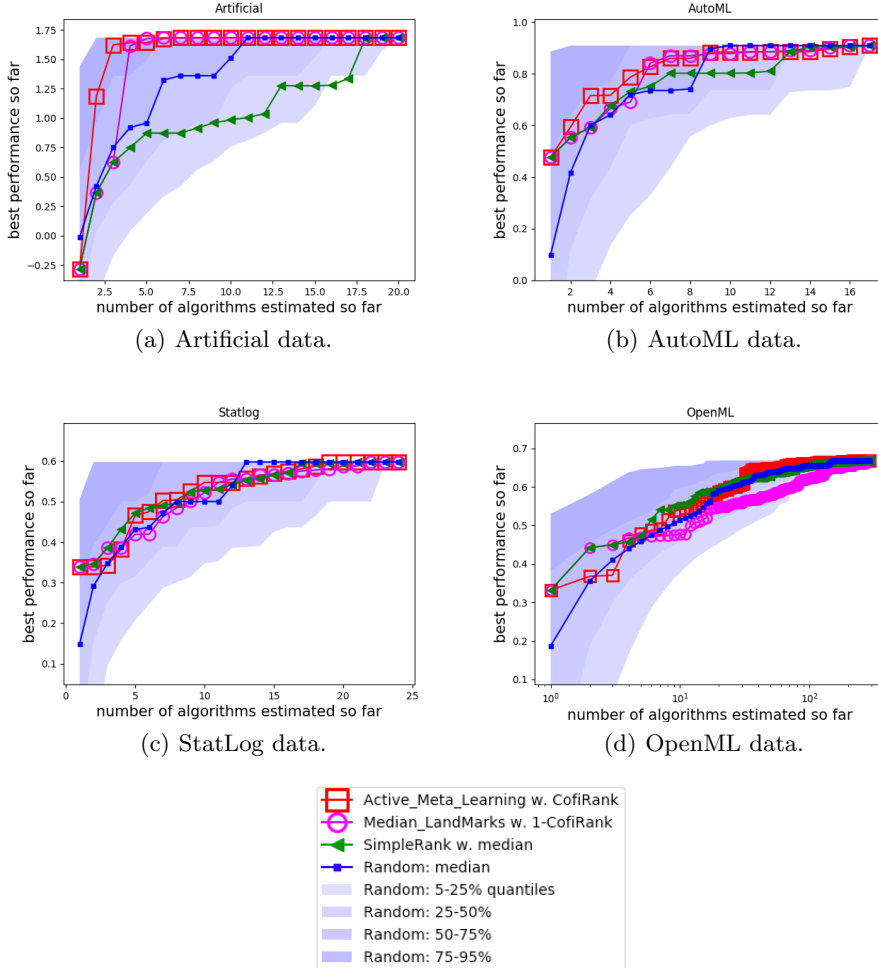 Artificial
best performance so far
1.75
1.50
1.25
1.00
0.75
0.50
0.25
0.00
−0.25
2.5 5.0 7.5 10.0 12.5 15.0 17.5 20.0
number of algorithms estimated so far
(a) Artificial data.
AutoML
best performance so far
1.0
0.8
0.6
0.4
0.2
0.0
2 4 6 8 10 12 14 16
number of algorithms estimated so far
(b) AutoML data.
Statlog
best performance so far
0.6
0.5
0.4
0.3
0.2
0.1
0 5 10 15 20 25
number of algorithms estimated so far
(c) StatLog data.
OpenML
best performance so far
0.7
0.6
0.5
0.4
0.3
0.2
0.1
10⁰ 10¹ 10²
number of algorithms estimated so far
(d) OpenML data.
Active_Meta_Learning w. CofiRank
Median_LandMarks w. 1-CofiRank
SimpleRank w. median
Random: median
Random: 5-25% quantiles
Random: 25-50%
Random: 50-75%
Random: 75-95%